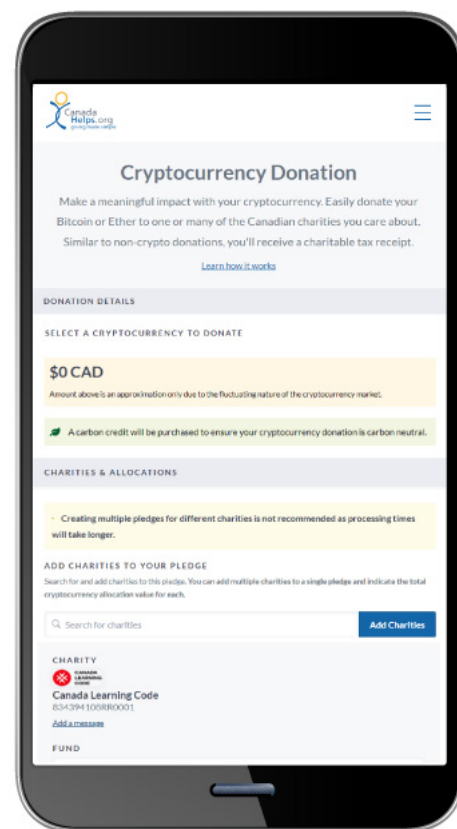 Canada
Helps.org
giving made simple
Cryptocurrency Donation
Make a meaningful impact with your cryptocurrency. Easily donate your
Bitcoin or Ether to one or many of the Canadian charities you care about.
Similar to non-crypto donations, you'll receive a charitable tax receipt.
Learn how it works
DONATION DETAILS
SELECT A CRYPTOCURRENCY TO DONATE
$0 CAD
Amount above is an approximation only due to the fluctuating nature of the cryptocurrency market.
A carbon credit will be purchased to ensure your cryptocurrency donation is carbon neutral.
CHARITIES & ALLOCATIONS
· Creating multiple pledges for different charities is not recommended as processing times
will take longer.
ADD CHARITIES TO YOUR PLEDGE
Search for and add charities to this pledge. You can add multiple charities to a single pledge and indicate the total
cryptocurrency allocation value for each.
Search for charities Add Charities
CHARITY
CANADA
LEARNING
CODE
Canada Learning Code
834394108RR0001
Add a message
FUND